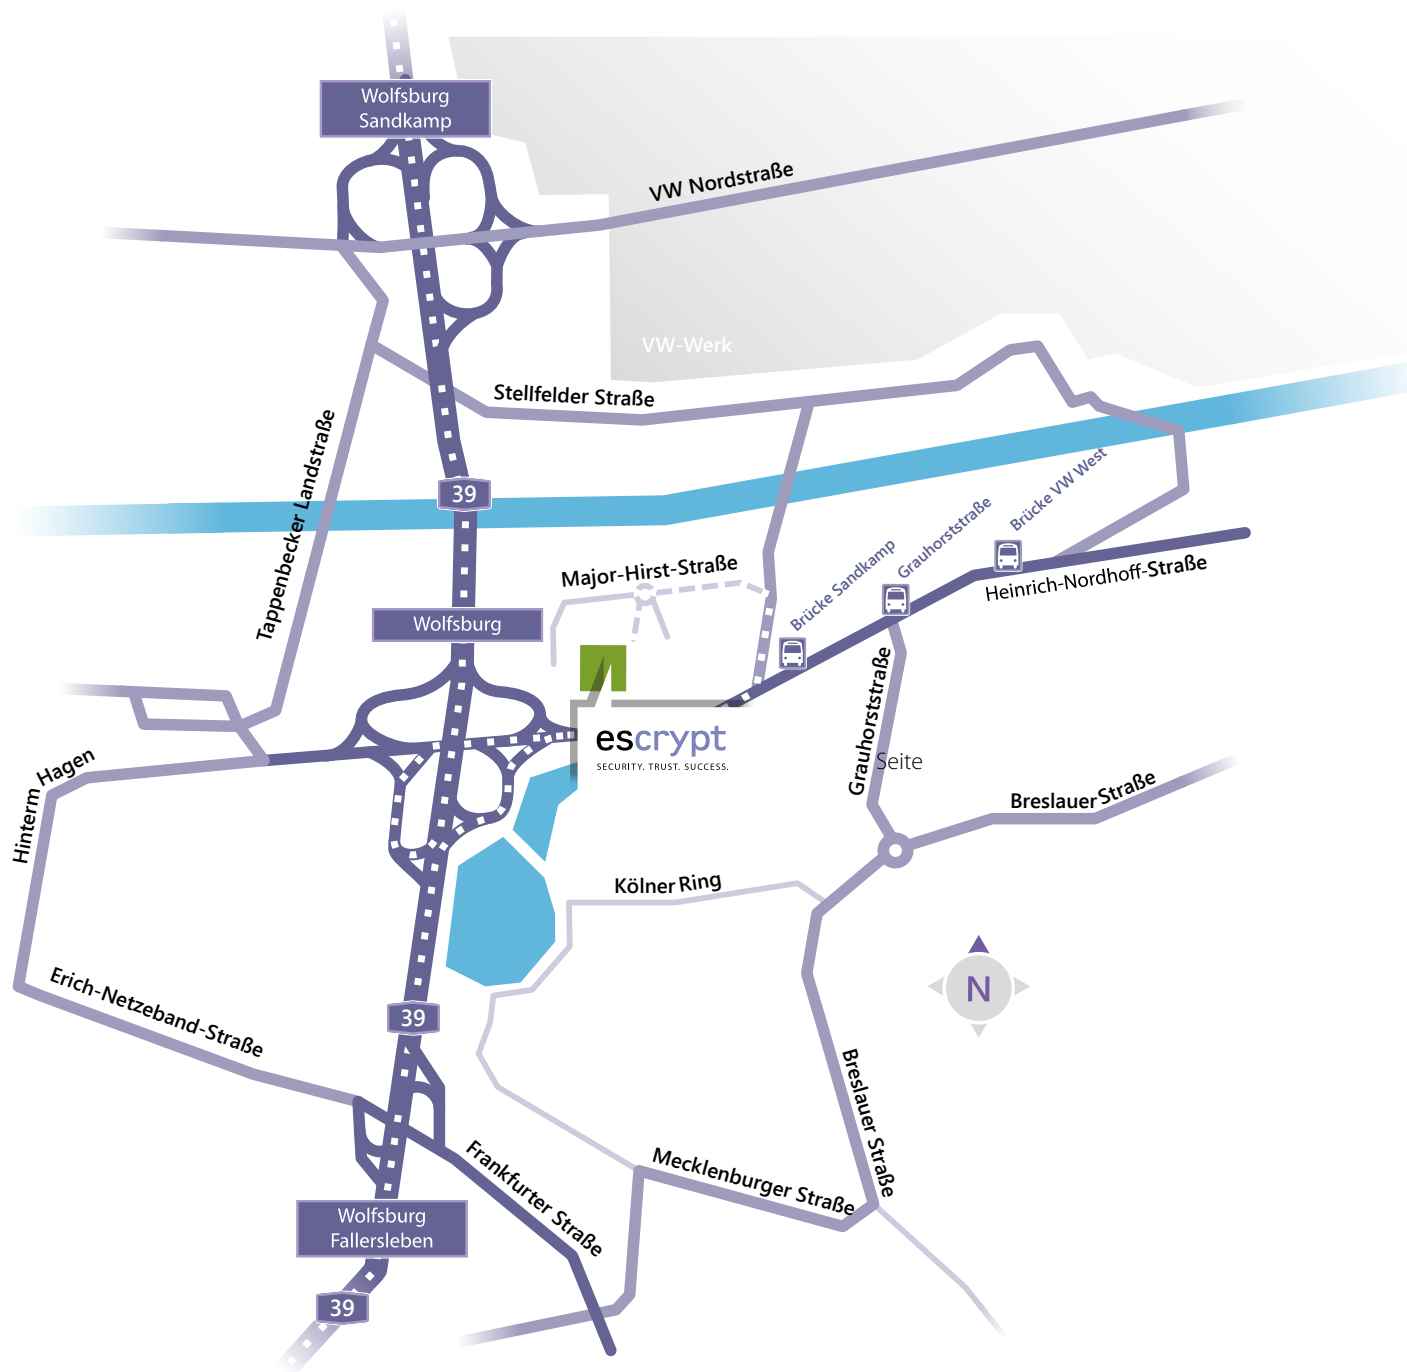 Wolfsburg
Sandkamp
VW Nordstraße
VW-Werk
Stellfelder Straße
Tappenbecker Landstraße
39
Brücke VW West
Grauhorststraße
Brücke Sandkamp
Major-Hirst-Straße
Heinrich-Nordhoff-Straße
Wolfsburg
escrypt
SECURITY. TRUST. SUCCESS.
Grauhorststraße
Seite
Hinterm Hagen
Breslauer Straße
Kölner Ring
N
Erich-Netzeband-Straße
39
Breslauer Straße
Frankfurter Straße
Mecklenburger Straße
Wolfsburg
Fallersleben
39